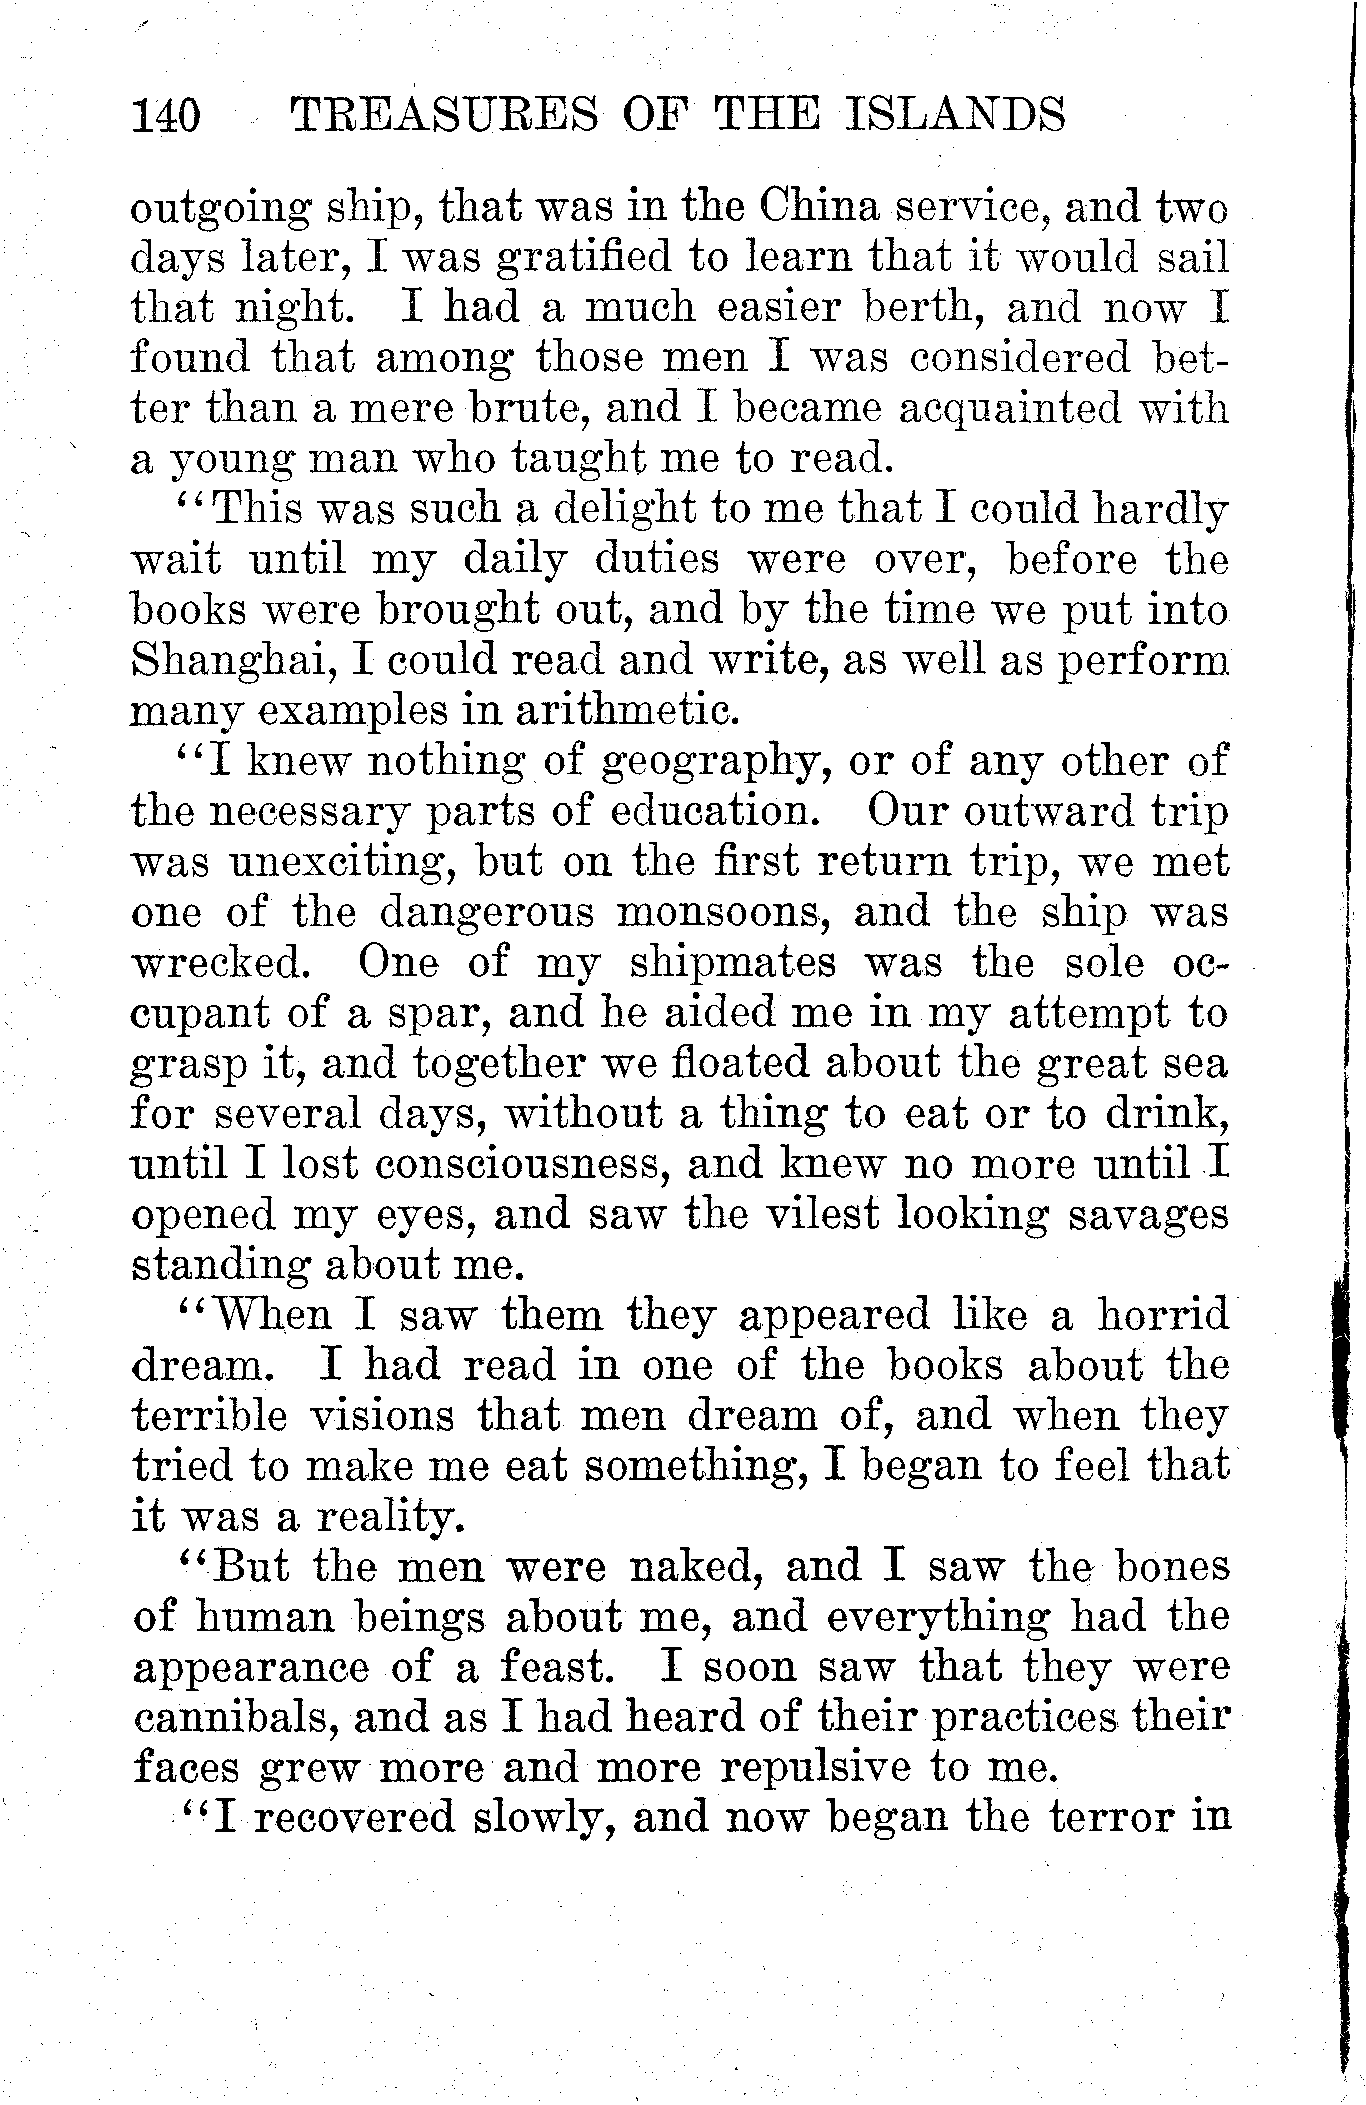 140 TREASURES OF THE ISLANDS
outgoing ship, that was in the China service, and two
days later, I was gratified to learn that it would sail
that night. I had a much easier berth, and now I
found that among those men I was considered bet-
ter than a mere brute, and I became acquainted with
a young man who taught me to read.
“This was such a delight to me that I could hardly
wait until my daily duties were over, before the
books were brought out, and by the time we put into
Shanghai, I could read and write, as well as perform
many examples in arithmetic.
“I knew nothing of geography, or of any other of
the necessary parts of education. Our outward trip
was unexciting, but on the first return trip, we met
one of the dangerous monsoons, and the ship was
wrecked. One of my shipmates was the sole oc-
cupant of a spar, and he aided me in my attempt to
grasp it, and together we floated about the great sea
for several days, without a thing to eat or to drink,
until I lost consciousness, and knew no more until I
opened my eyes, and saw the vilest looking savages
standing about me.
“When I saw them they appeared like a horrid
dream. I had read in one of the books about the
terrible visions that men dream of, and when they
tried to make me eat something, I began to feel that
it was a reality.
“But the men were naked, and I saw the bones
of human beings about me, and everything had the
appearance of a feast. I soon saw that they were
cannibals, and as I had heard of their practices their
faces grew more and more repulsive to me.
“I recovered slowly, and now began the terror in